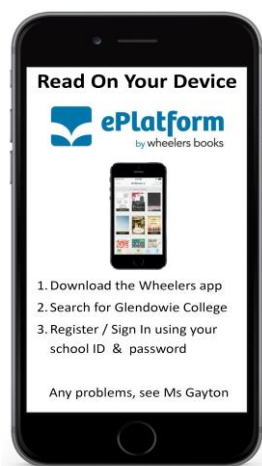 Read On Your Device
ePlatform
by wheelers books
1. Download the Wheelers app
2. Search for Glendowie College
3. Register / Sign In using your
school ID & password
Any problems, see Ms Gayton